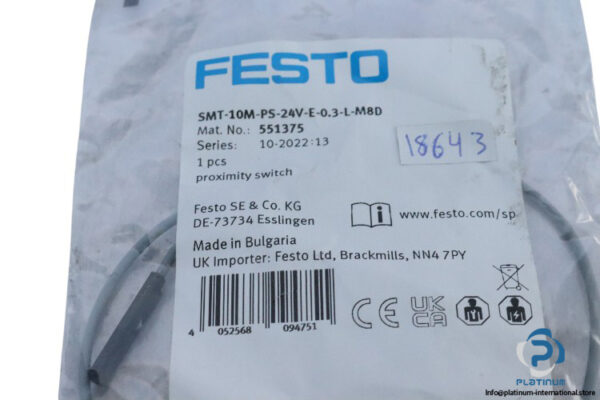 FESTO
SMT-10M-PS-24V-E-0.3-L-M8D
Mat. No.: 551375
Series: 10-2022:13
1 pcs
proximity switch
18643
Festo SE & Co. KG
DE-73734 Esslingen
www.festo.com/sp
Made in Bulgaria
UK Importer: Festo Ltd, Brackmills, NN4 7PY
4 052568 094751
CE
UK
CA
PLATINUM
Info@platinum-international.store